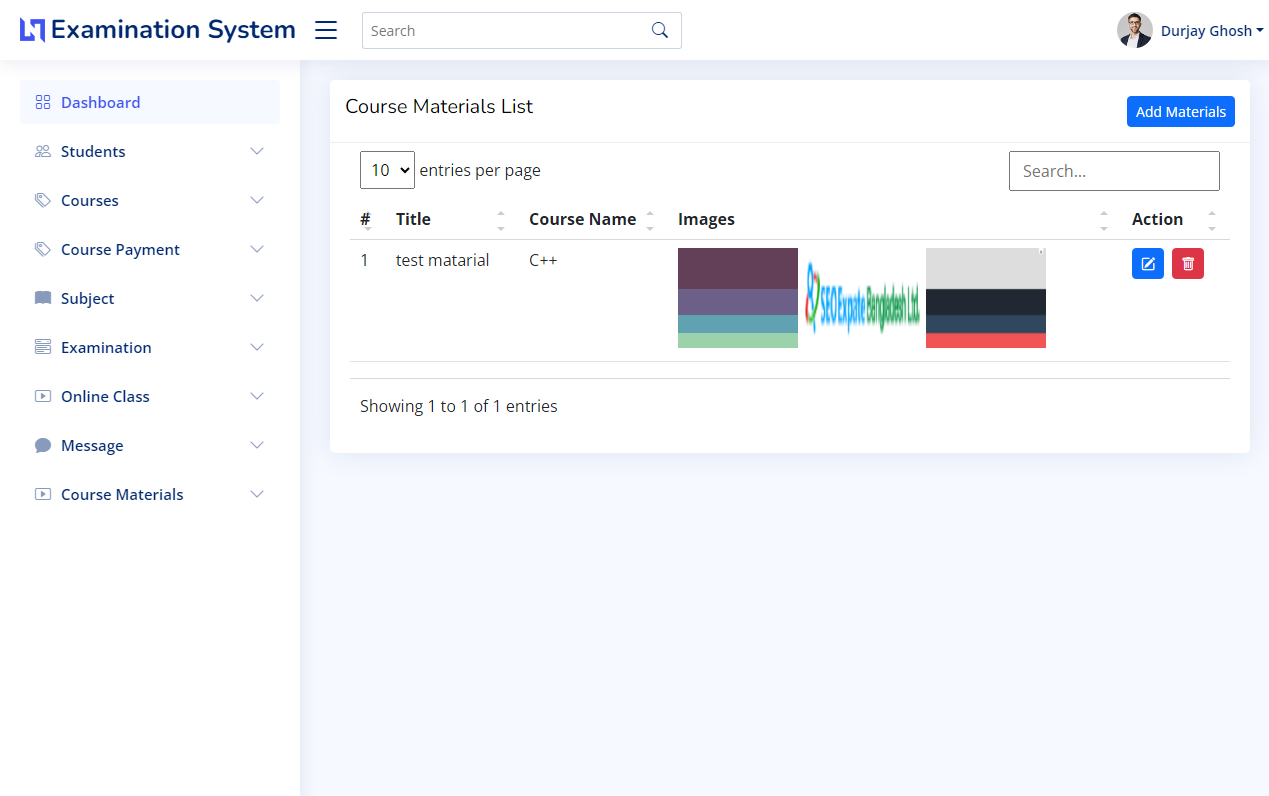 Examination System
Search
Durjay Ghosh
Dashboard
Students
Courses
Course Payment
Subject
Examination
Online Class
Message
Course Materials
Course Materials List
Add Materials
10 entries per page
Search...
# Title Course Name Images Action
1 test matarial C++
SEO Expate Bangladesh Ltd.
Showing 1 to 1 of 1 entries